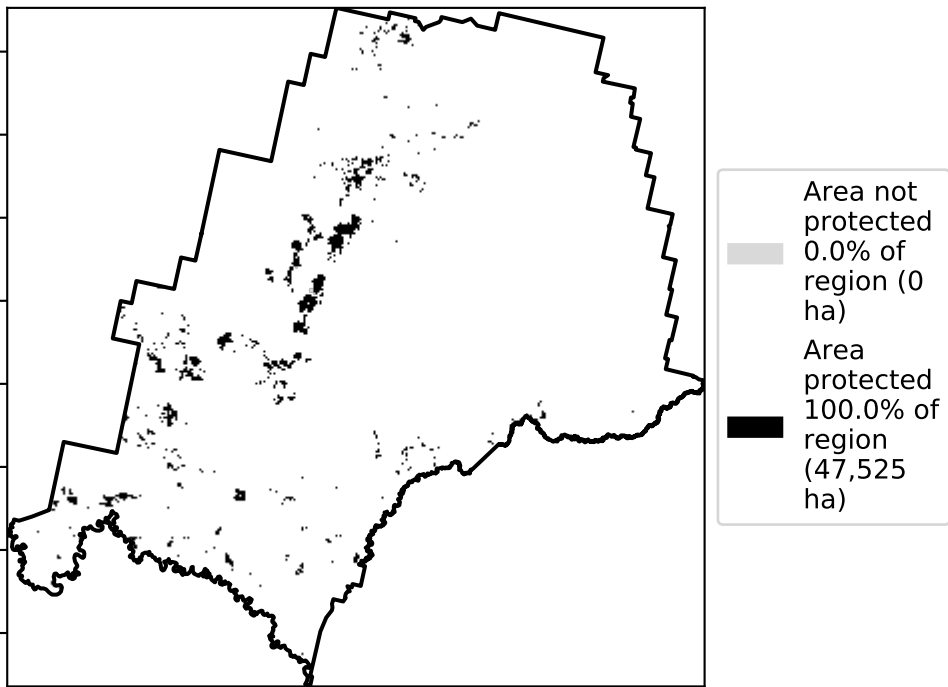 Area not
protected
0.0% of
region (0
ha)
Area
protected
100.0% of
region
(47,525
ha)